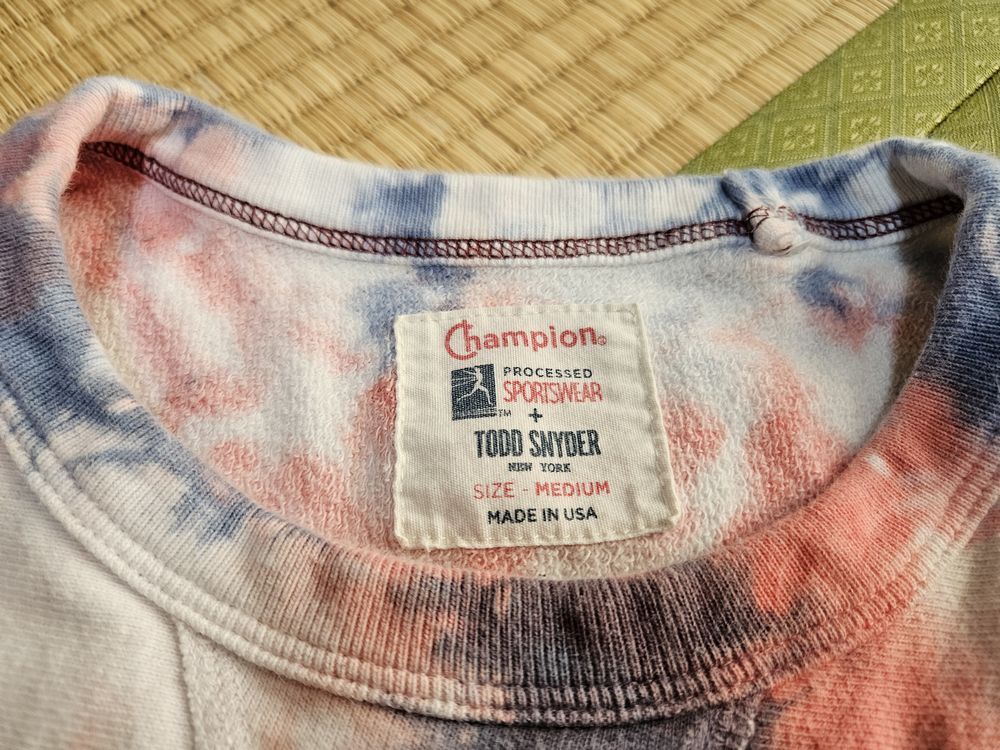 Champion®
PROCESSED
SPORTSWEAR
™ +
TODD SNYDER
NEW YORK
SIZE - MEDIUM
MADE IN USA